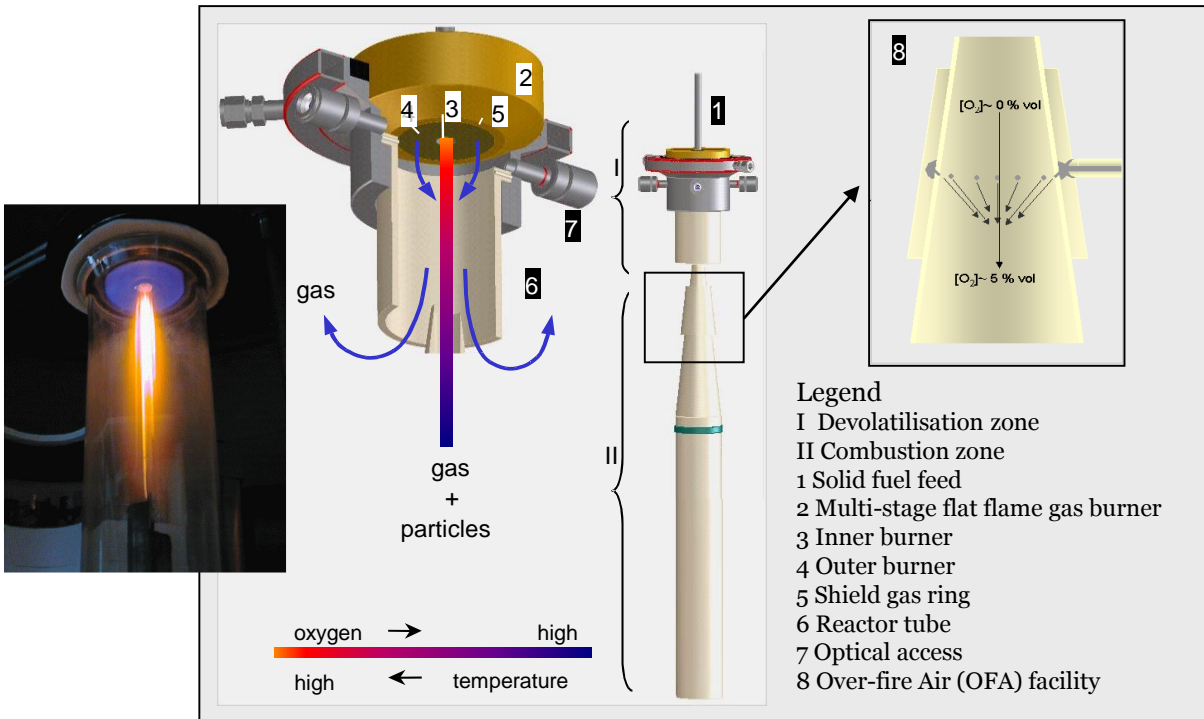 2
4
3
5
7
6
gas
gas
+
particles
oxygen
high
high
temperature
I
II
1
8
[O2]~ 0 % vol
[O2]~ 5 % vol
Legend
I Devolatilisation zone
II Combustion zone
1 Solid fuel feed
2 Multi-stage flat flame gas burner
3 Inner burner
4 Outer burner
5 Shield gas ring
6 Reactor tube
7 Optical access
8 Over-fire Air (OFA) facility